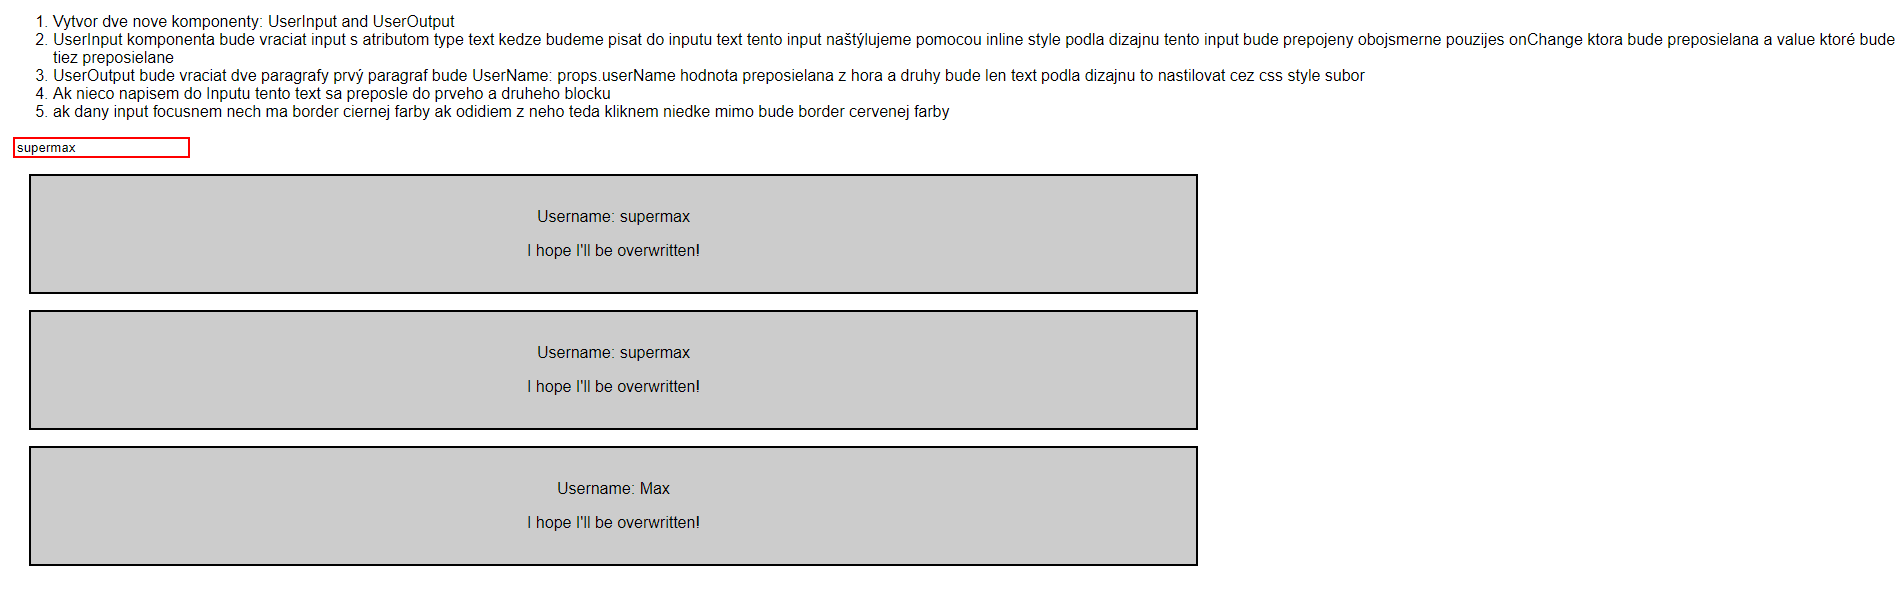 1. Vytvor dve nove komponenty: UserInput and UserOutput
2. UserInput komponenta bude vraciat input s atributom type text kedze budeme pisat do inputu text tento input naštýlujeme pomocou inline style podla dizajnu tento input bude prepojeny obojsmerne pouzijes onChange ktora bude preposielana a value ktoré bude
tiez preposielane
3. UserOutput bude vraciat dve paragrafy prvý paragraf bude UserName: props.userName hodnota preposielana z hora a druhy bude len text podla dizajnu to nastilovat cez css style subor
4. Ak nieco napisem do Inputu tento text sa preposle do prveho a druheho blocku
5. ak dany input focusnem nech ma border ciernej farby ak odidiem z neho teda kliknem niedke mimo bude border cervenej farby
supermax
Username: supermax
I hope I'll be overwritten!
Username: supermax
I hope I'll be overwritten!
Username: Max
I hope I'll be overwritten!